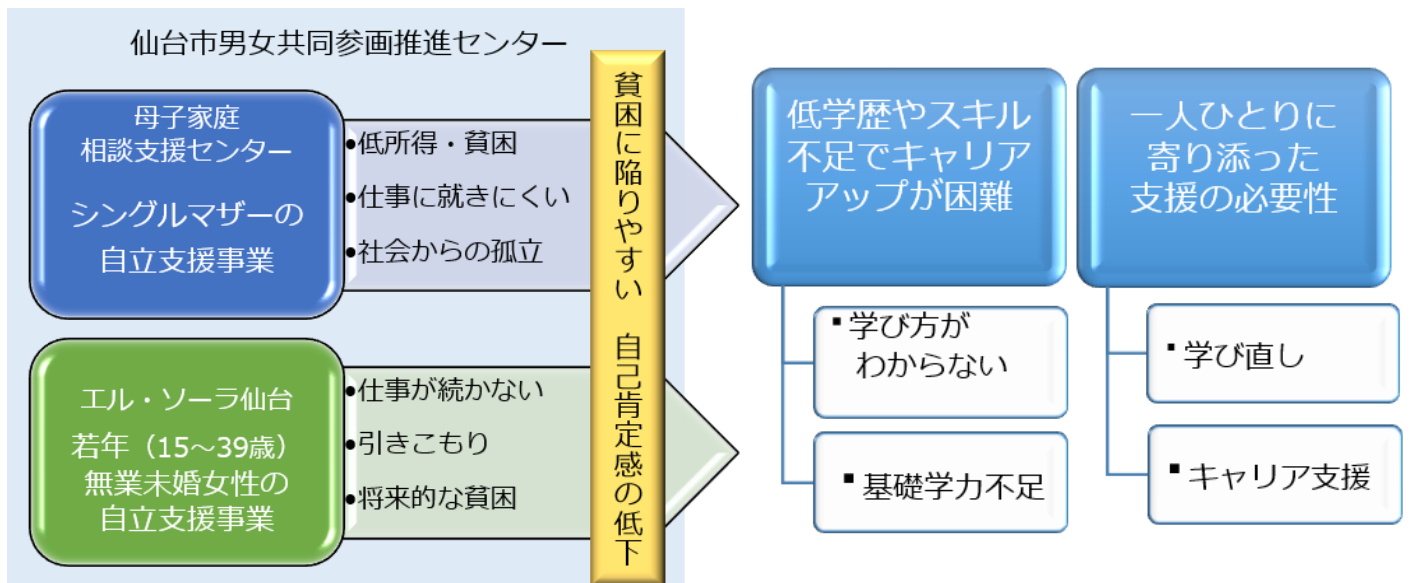 仙台市男女共同参画推進センター
母子家庭
相談支援センター
シングルマザーの
自立支援事業
•低所得・貧困
•仕事に就きにくい
•社会からの孤立
エル・ソーラ仙台
若年（15～39歳）
無業未婚女性の
自立支援事業
•仕事が続かない
•引きこもり
•将来的な貧困
貧困に陥りやすい　自己肯定感の低下
低学歴やスキル
不足でキャリア
アップが困難
▪学び方が
わからない
▪基礎学力不足
一人ひとりに
寄り添った
支援の必要性
▪学び直し
▪キャリア支援